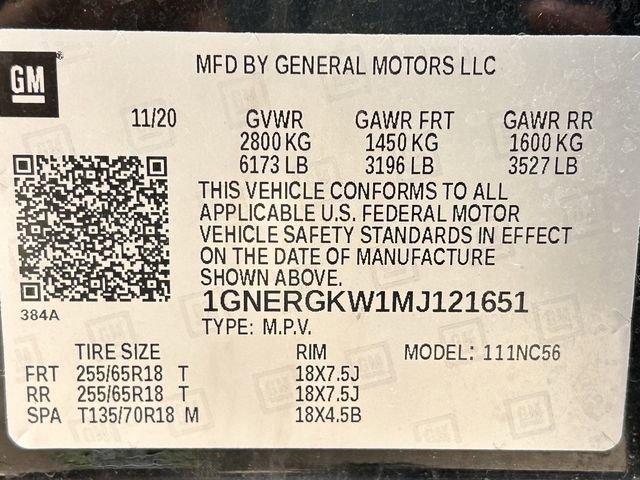 GM
MFD BY GENERAL MOTORS LLC
11/20 GVWR GAWR FRT GAWR RR
2800 KG 1450 KG 1600 KG
6173 LB 3196 LB 3527 LB
THIS VEHICLE CONFORMS TO ALL
APPLICABLE U.S. FEDERAL MOTOR
VEHICLE SAFETY STANDARDS IN EFFECT
ON THE DATE OF MANUFACTURE
SHOWN ABOVE.
384A
1GNERGKW1MJ121651
TYPE: M.P.V.
TIRE SIZE RIM MODEL: 111NC56
FRT 255/65R18 T 18X7.5J
RR 255/65R18 T 18X7.5J
SPA T135/70R18 M 18X4.5B